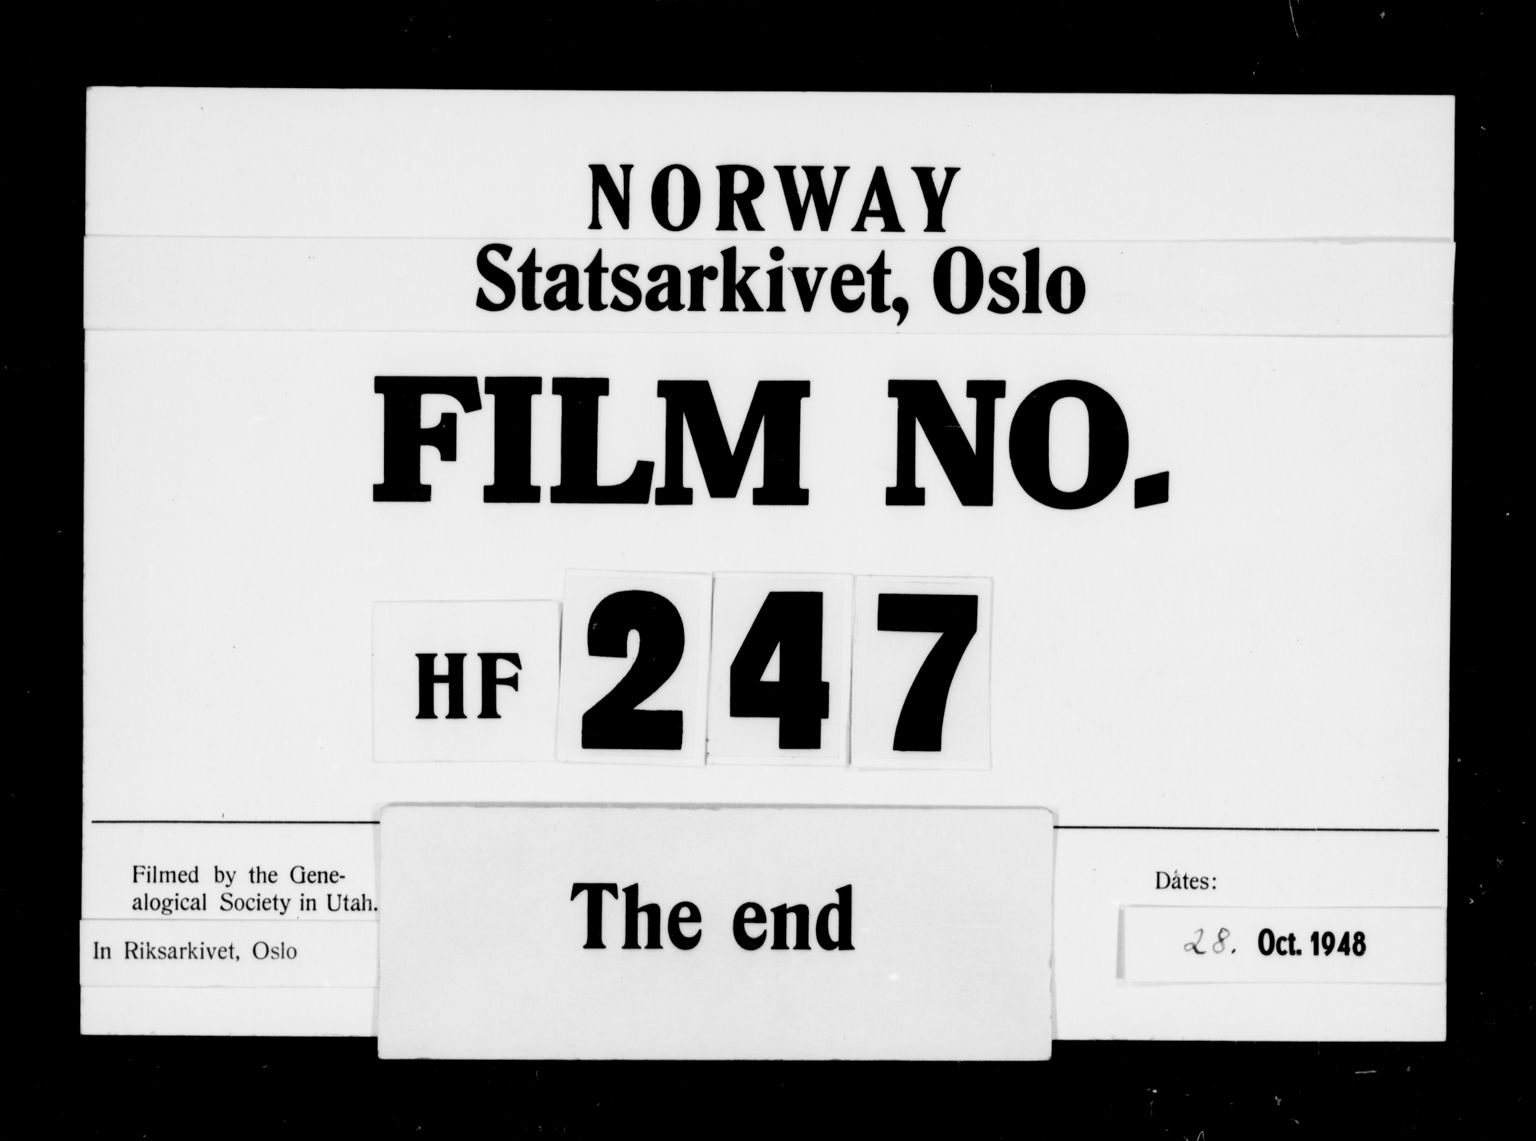 NORWAY
Statsarkivet, Oslo
FILM NO.
HF 247
Filmed by the Gene-
alogical Society in Utah.
In Riksarkivet, Oslo
The end
Dates:
28. Oct. 1948